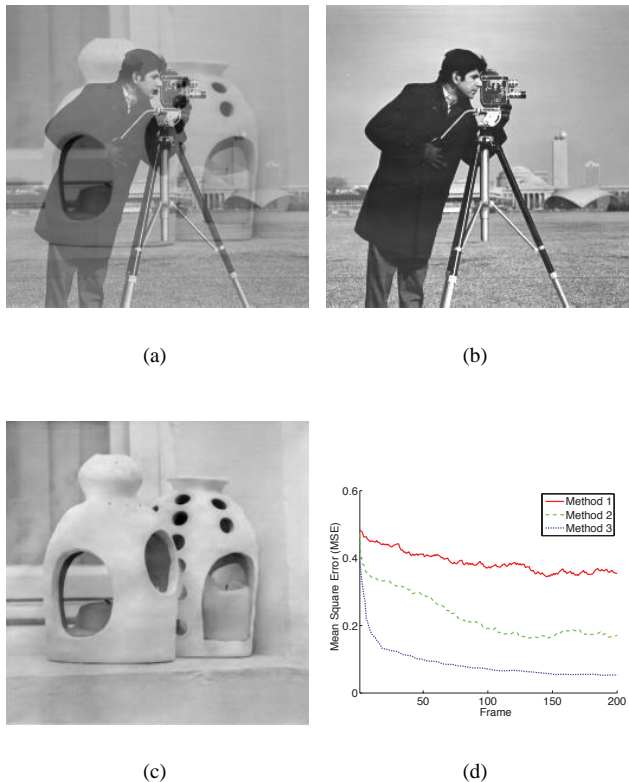 (a)
(b)
0.6
Method 1
Method 2
Method 3
0.4
Mean Square Error (MSE)
0.2
0
50
100
150
200
Frame
(c)
(d)